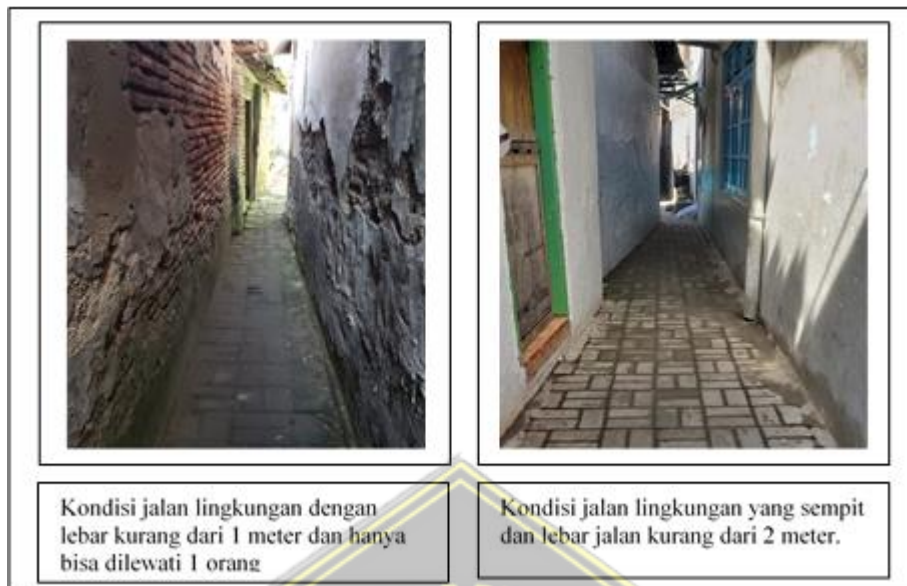 Kondisi jalan lingkungan dengan
lebar kurang dari 1 meter dan hanya
bisa dilewati 1 orang
Kondisi jalan lingkungan yang sempit
dan lebar jalan kurang dari 2 meter.